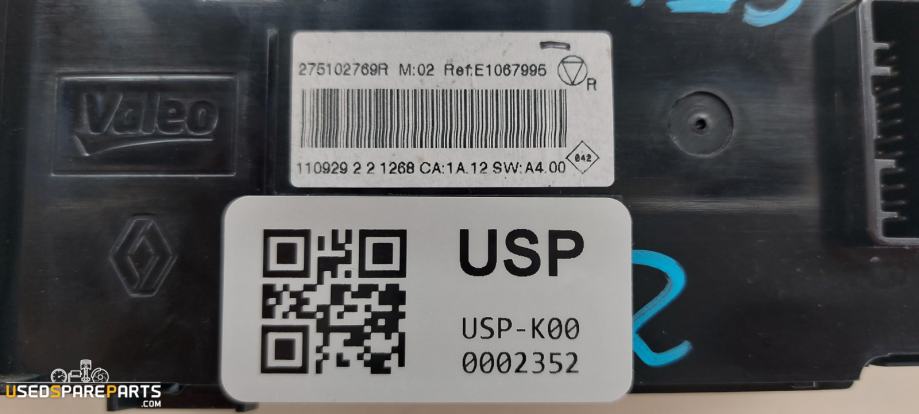 275102769R M:02 Ref:E1067995
R
Valeo
110929 2 2 1268 CA:1A.12 SW:A4.00
042
USP
USP-K00
0002352
USEDSPAREPARTS
.COM